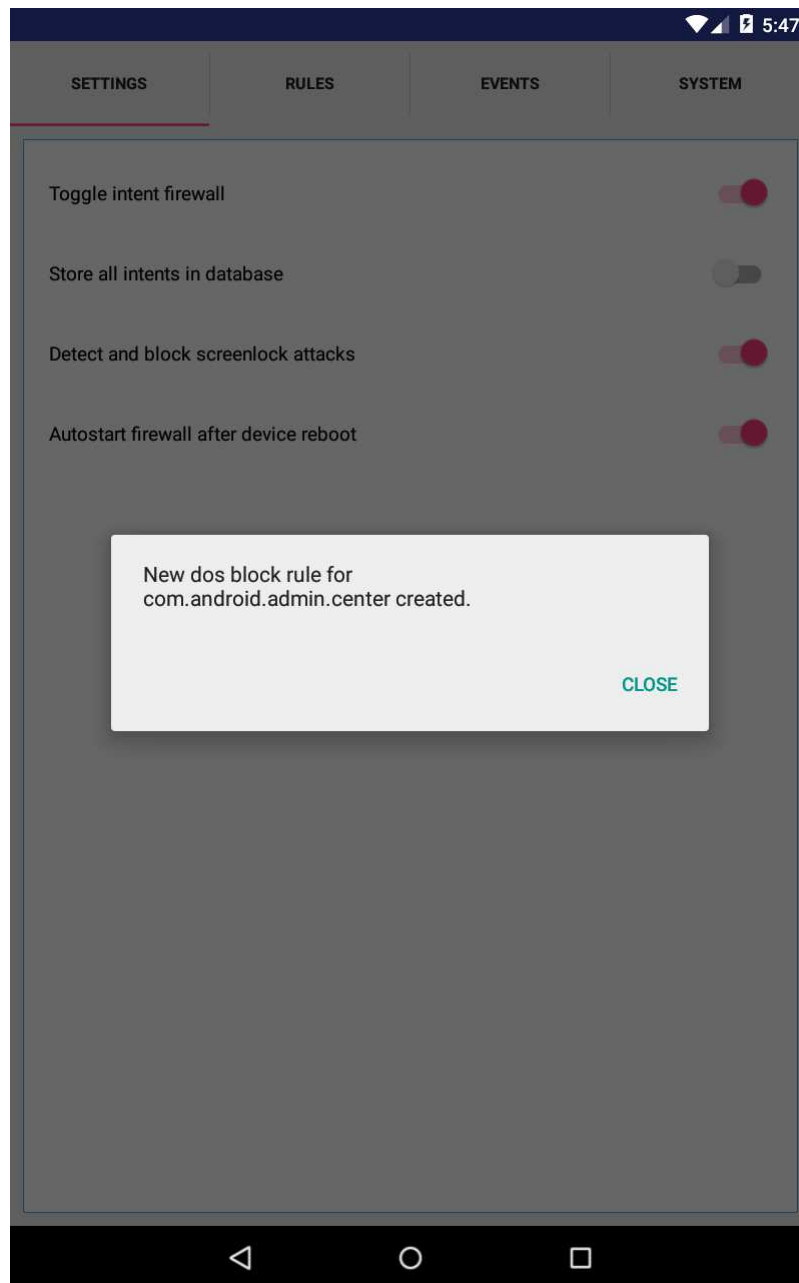 5:47
SETTINGS RULES EVENTS SYSTEM
Toggle intent firewall
Store all intents in database
Detect and block screenlock attacks
Autostart firewall after device reboot
New dos block rule for
com.android.admin.center created.
CLOSE